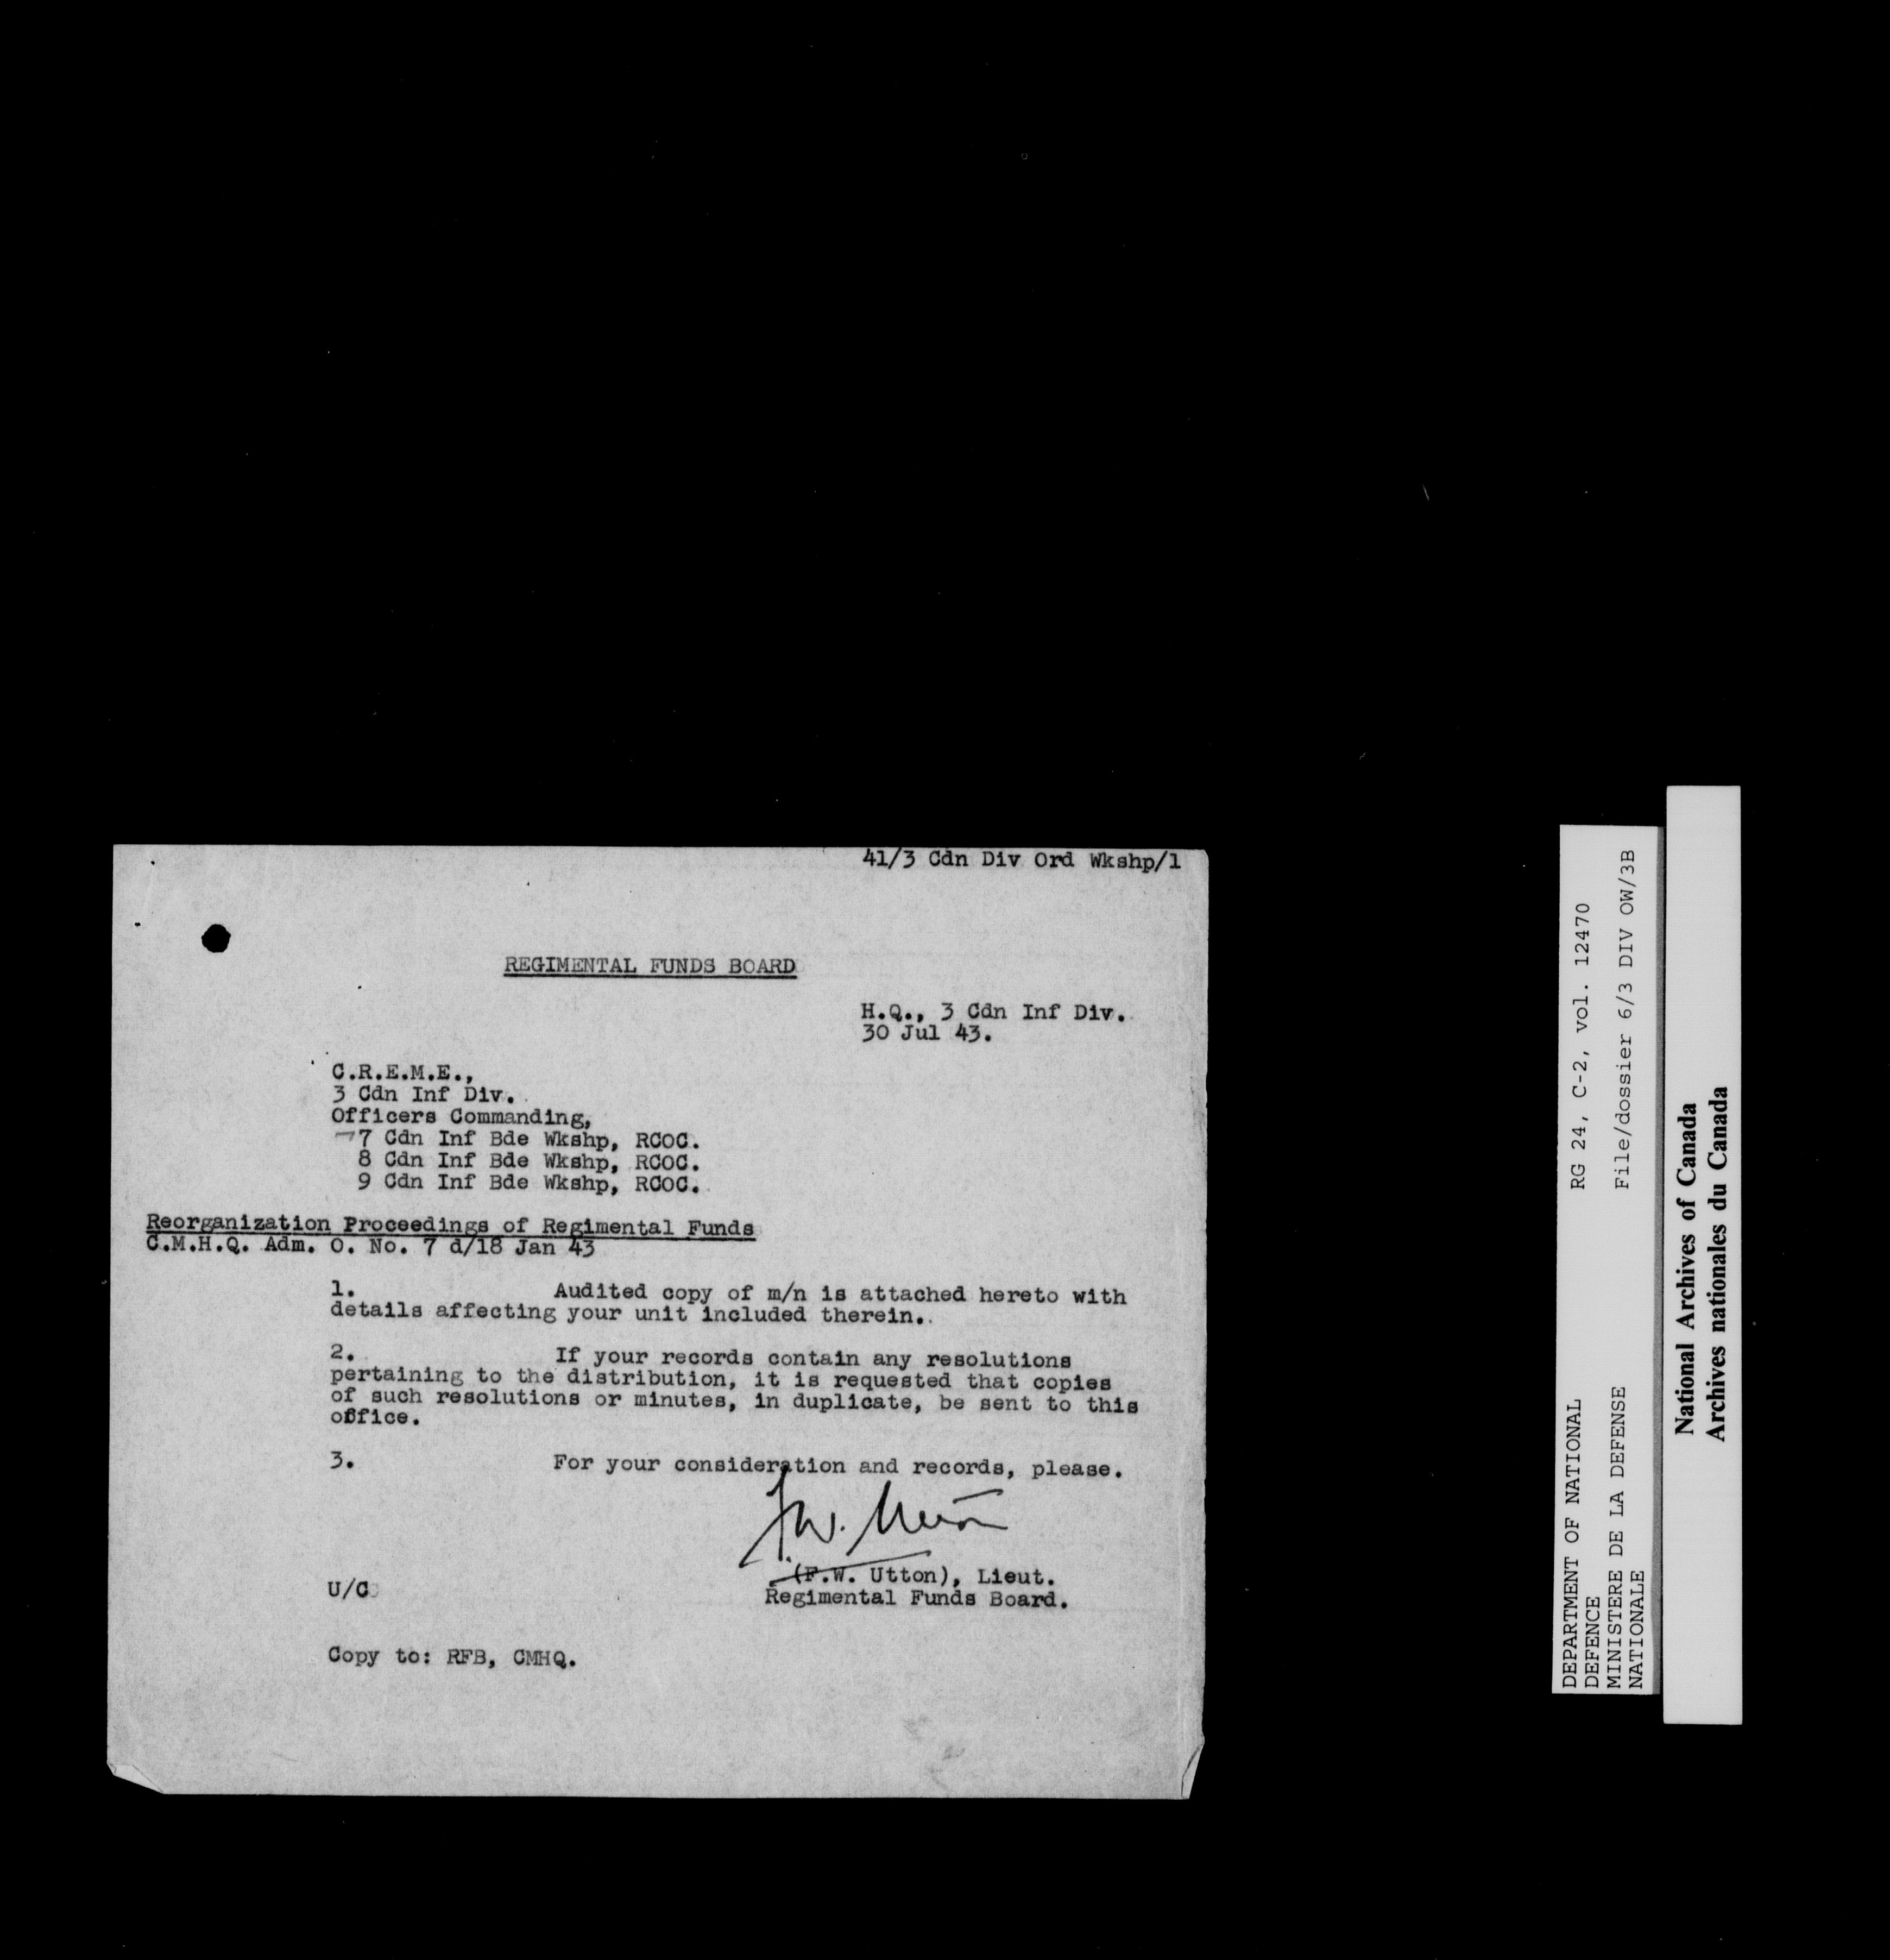 41/3 Cdn Div Ord Wkshp/1
REGIMENTAL FUNDS BOARD
H.Q., 3 Cdn Inf Div.
30 Jul 43.
C.R.E.M.E.,
3 Cdn Inf Div.
Officers Commanding,
7 Cdn Inf Bde Wkshp, RCOC.
8 Cdn Inf Bde Wkshp, RCOC.
9 Cdn Inf Bde Wkshp, RCOC.
Reorganization Proceedings of Regimental Funds
C.M.H.Q. Adm. O. No. 7 d/18 Jan 43
1. Audited copy of m/n is attached hereto with
details affecting your unit included therein.
2. If your records contain any resolutions
pertaining to the distribution, it is requested that copies
of such resolutions or minutes, in duplicate, be sent to this
office.
3. For your consideration and records, please.
F.W. Utton
(F.W. Utton), Lieut.
U/C
Regimental Funds Board.
Copy to: RFB, CMHQ.
DEPARTMENT OF NATIONAL RG 24, C-2, vol. 12470
DEFENCE
MINISTERE DE LA DEFENSE File/dossier 6/3 DIV OW/3B
NATIONALE
National Archives of Canada
Archives nationales du Canada